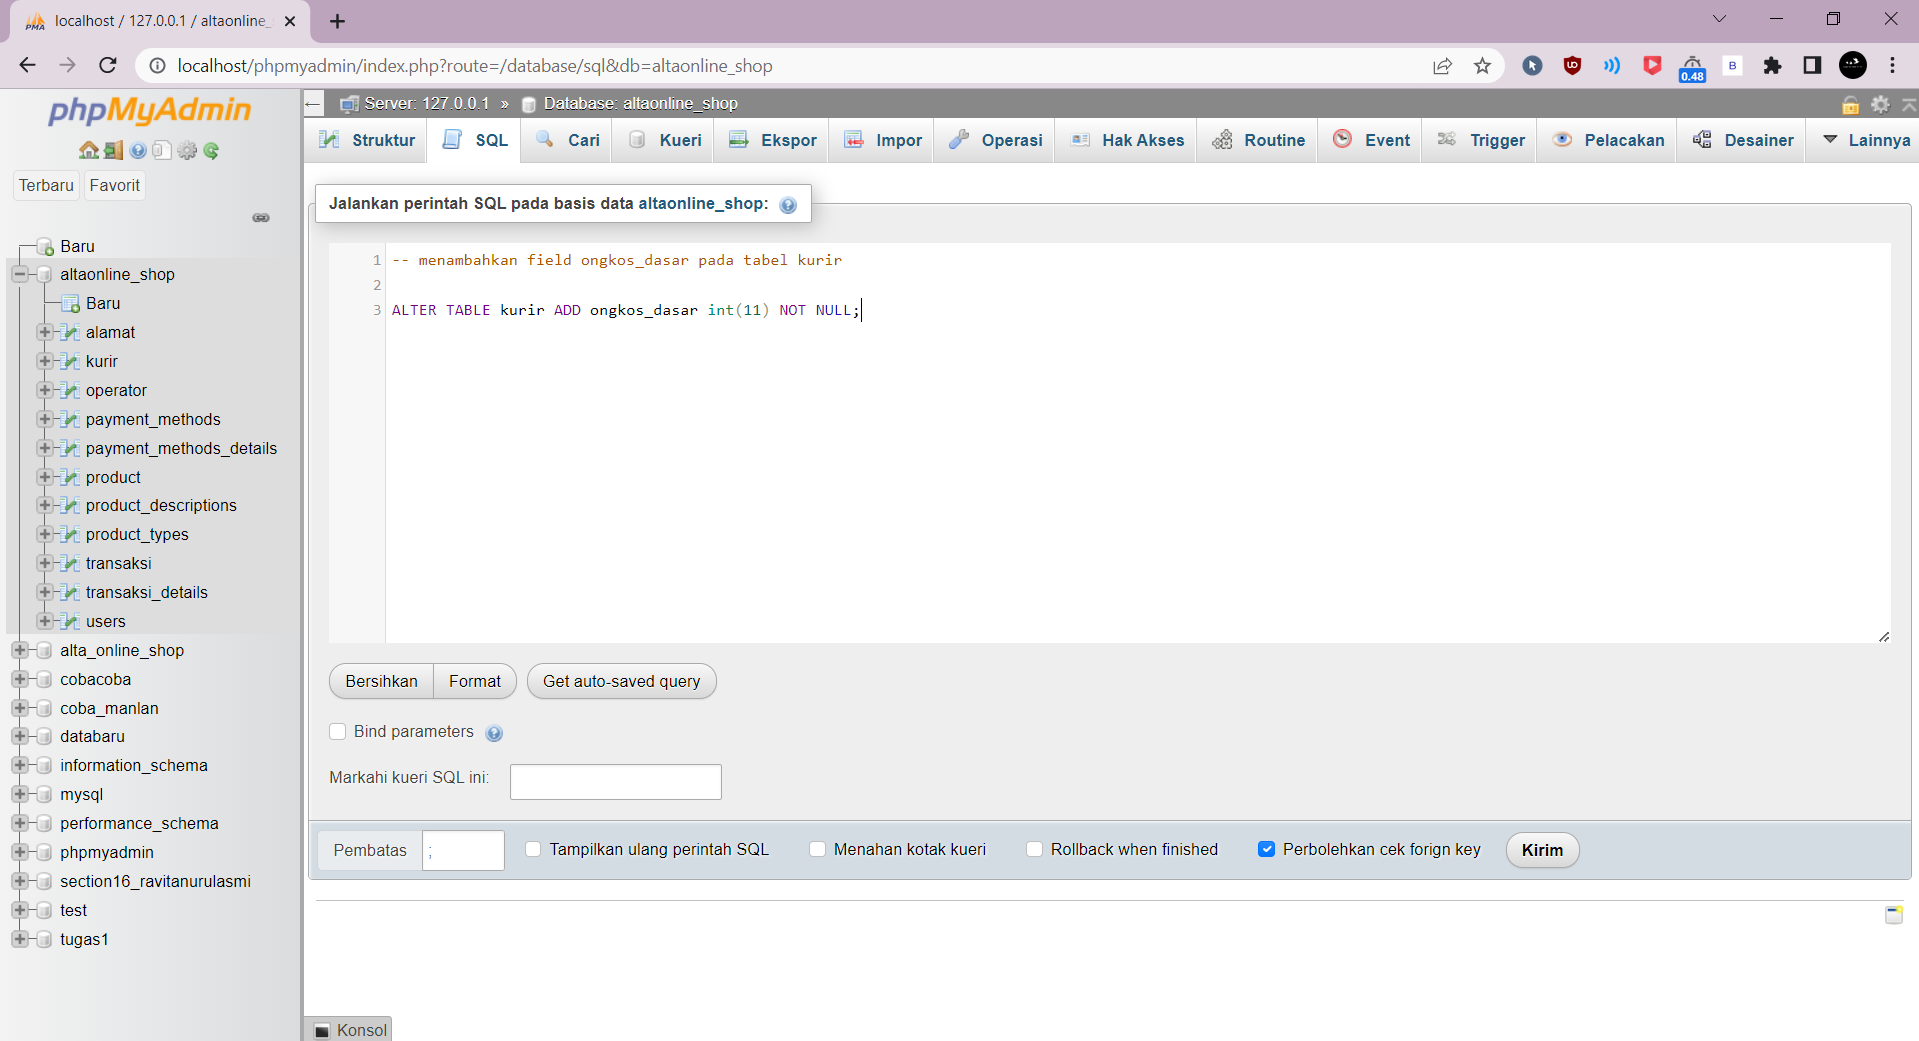 localhost / 127.0.0.1 / altaonline_
localhost/phpmyadmin/index.php?route=/database/sql&db=altaonline_shop
0.48
B
phpMyAdmin
Terbaru Favorit
Baru
altaonline_shop
Baru
alamat
kurir
operator
payment_methods
payment_methods_details
product
product_descriptions
product_types
transaksi
transaksi_details
users
alta_online_shop
cobacoba
coba_manlan
databaru
information_schema
mysql
performance_schema
phpmyadmin
section16_ravitanurulasmi
test
tugas1
Server: 127.0.0.1 » Database: altaonline_shop
Struktur SQL Cari Kueri Ekspor Impor Operasi Hak Akses Routine Event Trigger Pelacakan Desainer Lainnya
Jalankan perintah SQL pada basis data altaonline_shop:
1 -- menambahkan field ongkos_dasar pada tabel kurir
2
3 ALTER TABLE kurir ADD ongkos_dasar int(11) NOT NULL;
Bersihkan Format Get auto-saved query
Bind parameters
Markahi kueri SQL ini:
Pembatas ; Tampilkan ulang perintah SQL Menahan kotak kueri Rollback when finished Perbolehkan cek forign key Kirim
Konsol